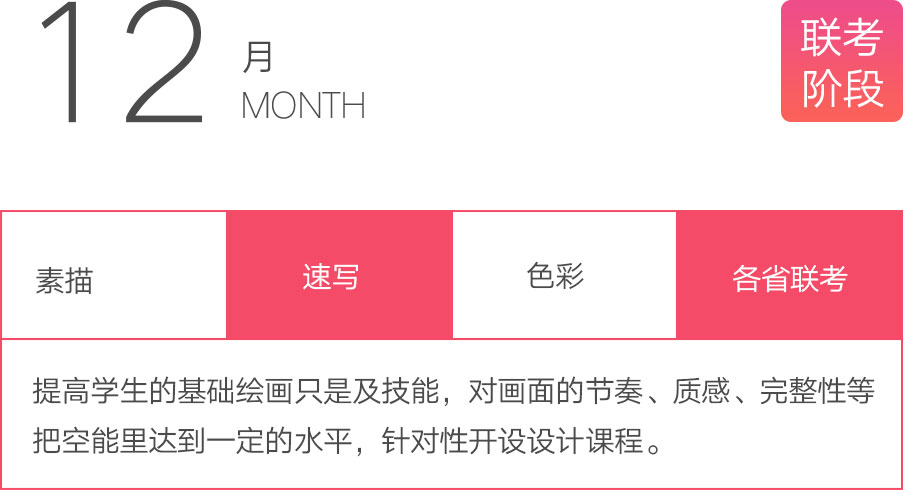 12
月
MONTH
联考
阶段
素描
速写
色彩
各省联考
提高学生的基础绘画只是及技能，对画面的节奏、质感、完整性等
把空能里达到一定的水平，针对性开设设计课程。